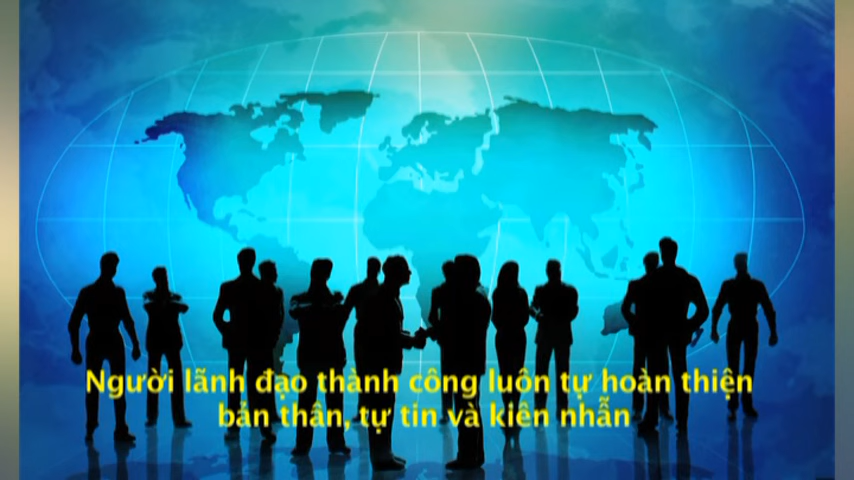 Người lãnh đạo thành công luôn tự hoàn thiện
bản thân, tự tin và kiên nhẫn